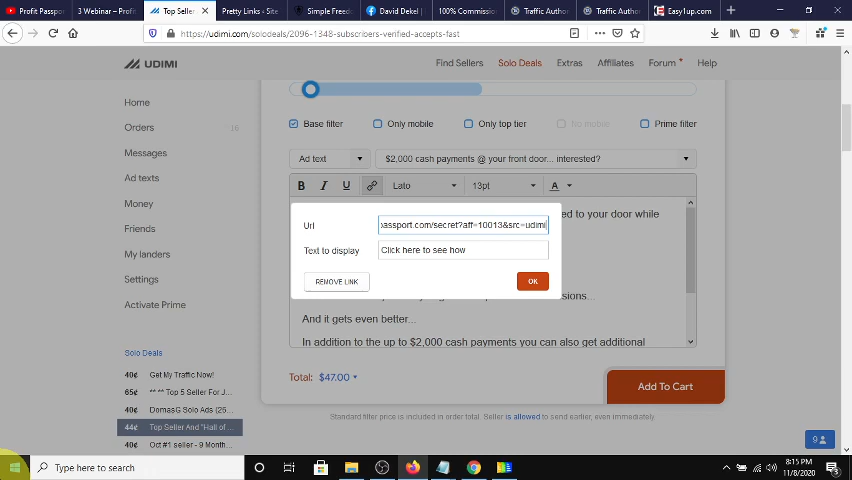 Profit Passpor
3 Webinar – Profi
Top Seller
Pretty Links ‹ Site
Simple Freed
David Dekel |
100% Commissio
Traffic Autho
Traffic Autho
Easy1up.com
https://udimi.com/solodeals/2096-1348-subscribers-verified-accepts-fast
UDIMI
Find Sellers
Solo Deals
Extras
Affiliates
Forum
Help
Home
Orders 16
Messages
Ad texts
Money
Friends
My landings
Settings
Activate Prime
Solo Deals
40¢ Get My Traffic Now!
65¢ ** ** Top 5 Seller For J...
40¢ DomasG Solo Ads (25...
44¢ Top Seller And "Hall of ...
40¢ Oct #1 seller - 9 Month...
Base filter
Only mobile
Only top tier
No mobile
Prime filter
Ad text
$2,000 cash payments @ your front door... interested?
B I U
Lato
13pt
A
ed to your door while
Url
passport.com/secret?aff=10013&src=udimi
Text to display
Click here to see how
REMOVE LINK
OK
sions...
And it gets even better...
In addition to the up to $2,000 cash payments you can also get additional
Total: $47.00
Add To Cart
Standard filter price is included in order total. Seller is allowed to send earlier, even immediately.
9
Type here to search
8:15 PM
11/8/2020
3